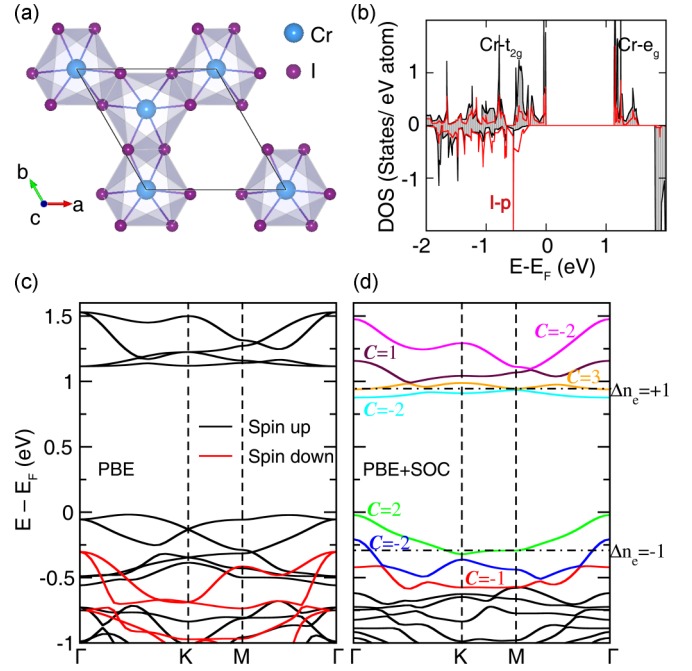 (a)
Cr
I
b
c
a
(b)
Cr-t2g
Cr-eg
I-p
DOS (States/ eV atom)
1
0
-1
-2
-1
0
1
E-EF (eV)
(c)
1.5
1
0.5
0
-0.5
-1
E − EF (eV)
PBE
Spin up
Spin down
Γ
K
M
Γ
(d)
C=-2
C=1
C=3
C=-2
Δne=+1
PBE+SOC
C=2
C=-2
Δne=-1
C=-1
Γ
K
M
Γ